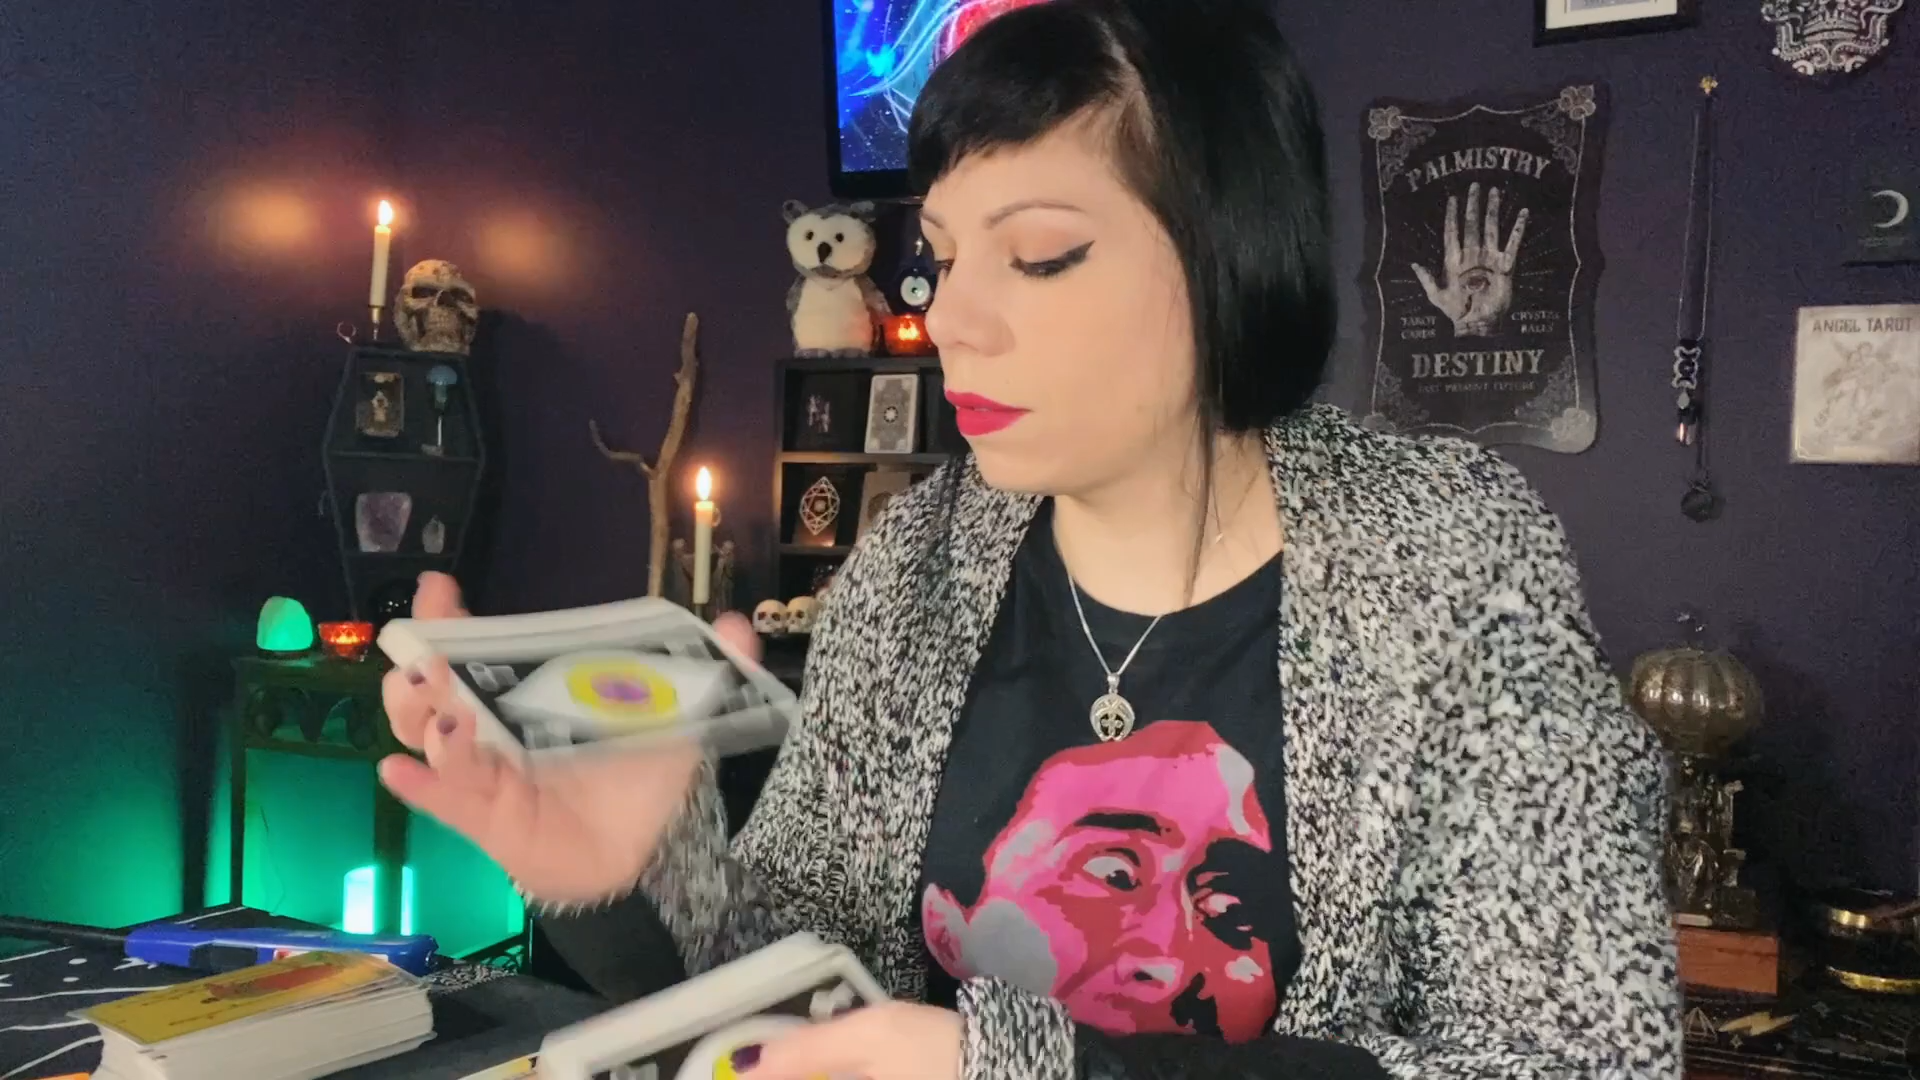 PALMISTRY
TAROT
CARDS
CRYSTAL
BALLS
DESTINY
PAST PRESENT FUTURE
ANGEL TAROT